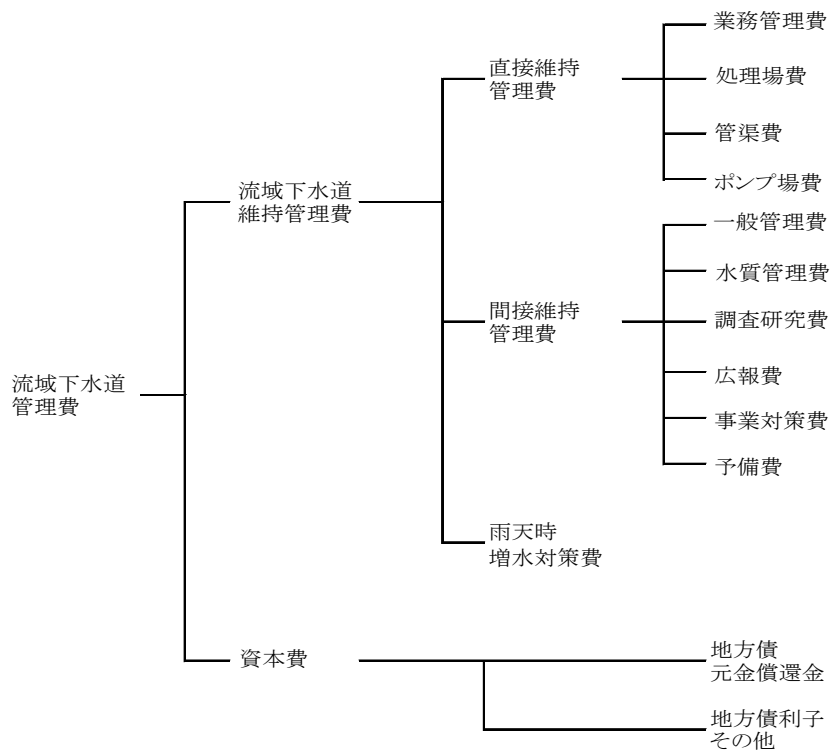 流域下水道
管理費
流域下水道
維持管理費
直接維持
管理費
業務管理費
処理場費
管渠費
ポンプ場費
間接維持
管理費
一般管理費
水質管理費
調査研究費
広報費
事業対策費
予備費
雨天時
増水対策費
資本費
地方債
元金償還金
地方債利子
その他